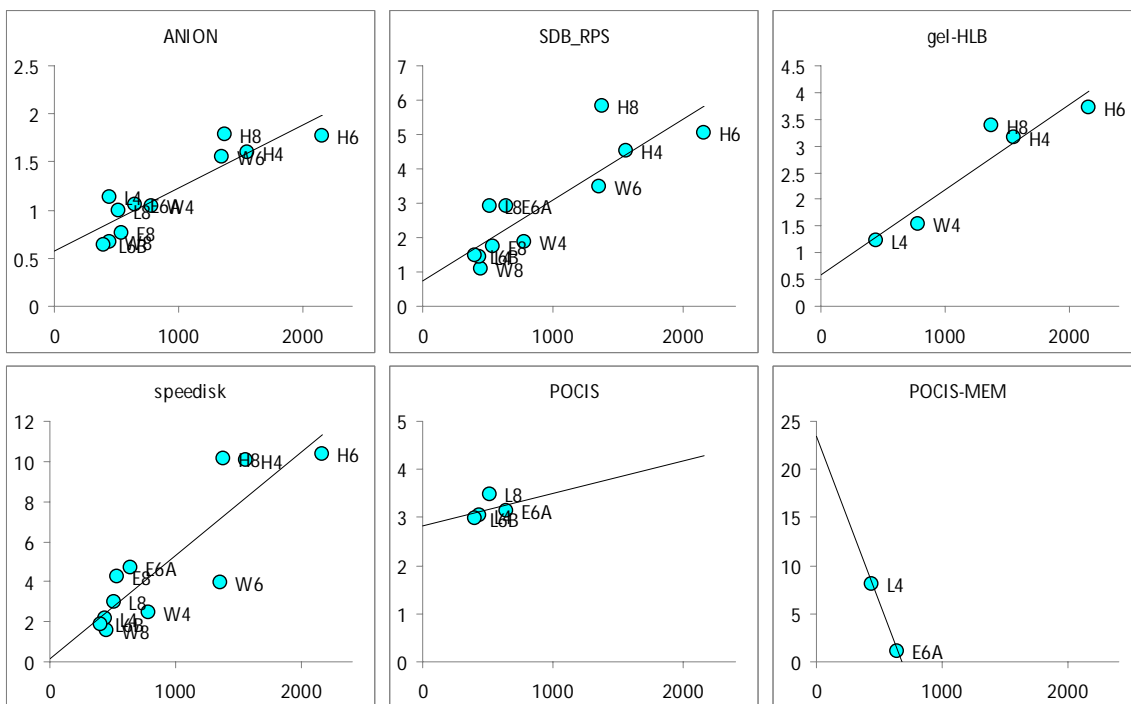 ANION
2.5
2
1.5
1
0.5
0
0
1000
2000
H8
H6
H4
W6
L4
E6A
W4
L8
E8
W8
L6B
SDB_RPS
7
6
5
4
3
2
1
0
0
1000
2000
H8
H6
H4
W6
L8
E6A
W4
E8
L6B
L4
W8
gel-HLB
4.5
4
3.5
3
2.5
2
1.5
1
0.5
0
0
1000
2000
H8
H6
H4
W4
L4
speedisk
12
10
8
6
4
2
0
0
1000
2000
H8
H4
H6
E6A
E8
W6
L8
W4
L4
L6B
W8
POCIS
5
4
3
2
1
0
0
1000
2000
L8
E6A
L4
L6B
POCIS-MEM
25
20
15
10
5
0
0
1000
2000
L4
E6A